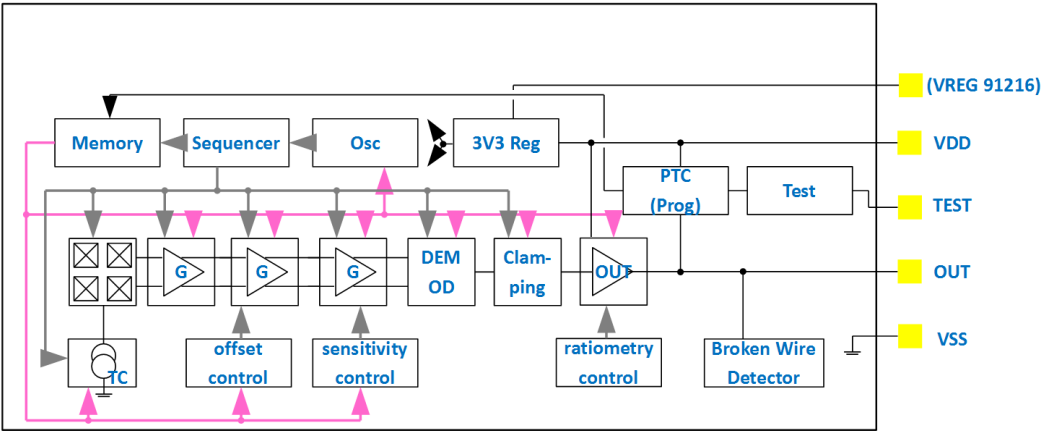 (VREG 91216)
Memory
Sequencer
Osc
3V3 Reg
VDD
PTC
(Prog)
Test
TEST
G
G
G
DEM
OD
Clam-
ping
OUT
OUT
TC
offset
control
sensitivity
control
ratiometry
control
Broken Wire
Detector
VSS